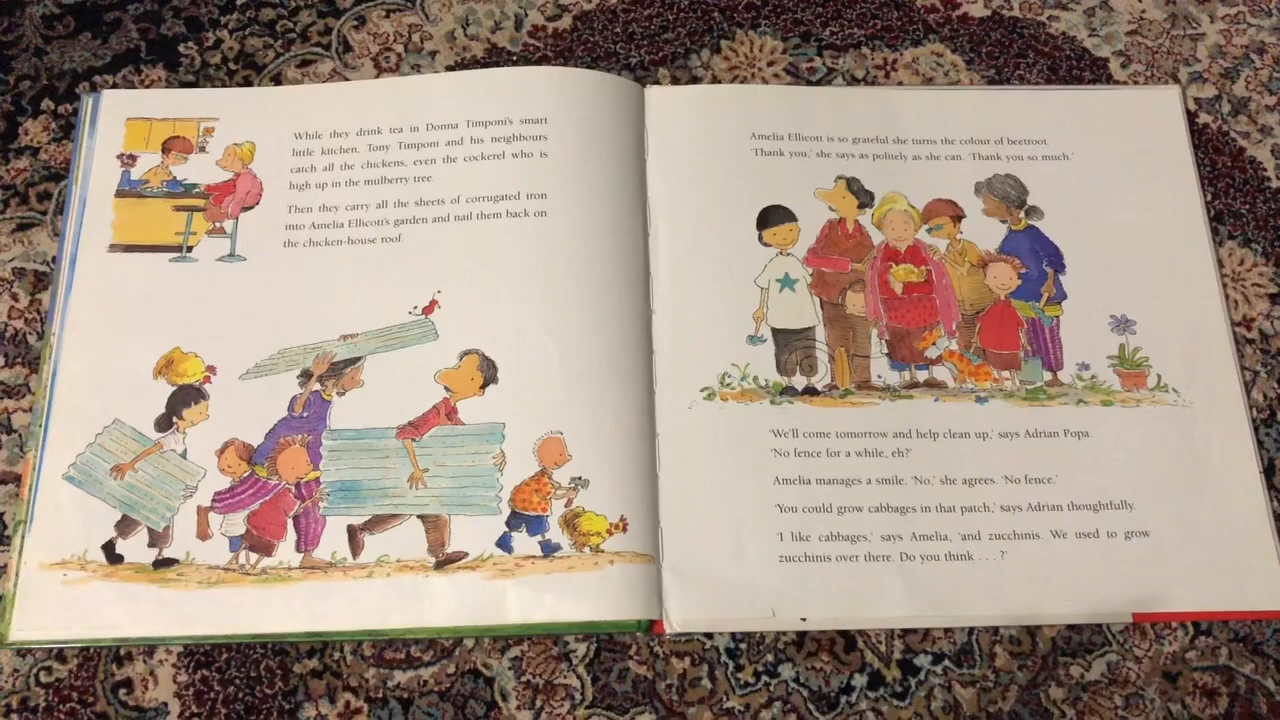 While they drink tea in Donna Timponi's smart
little kitchen, Tony Timponi and his neighbours
catch all the chickens, even the cockerel who is
high up in the mulberry tree.
Then they carry all the sheets of corrugated iron
into Amelia Ellicott's garden and nail them back on
the chicken-house roof.
Amelia Ellicott is so grateful she turns the colour of beetroot.
'Thank you,' she says as politely as she can. 'Thank you so much.'
'We'll come tomorrow and help clean up,' says Adrian Popa.
'No fence for a while, eh?'
Amelia manages a smile. 'No,' she agrees. 'No fence.'
'You could grow cabbages in that patch,' says Adrian thoughtfully.
'I like cabbages,' says Amelia, 'and zucchinis. We used to grow
zucchinis over there. Do you think . . . ?'